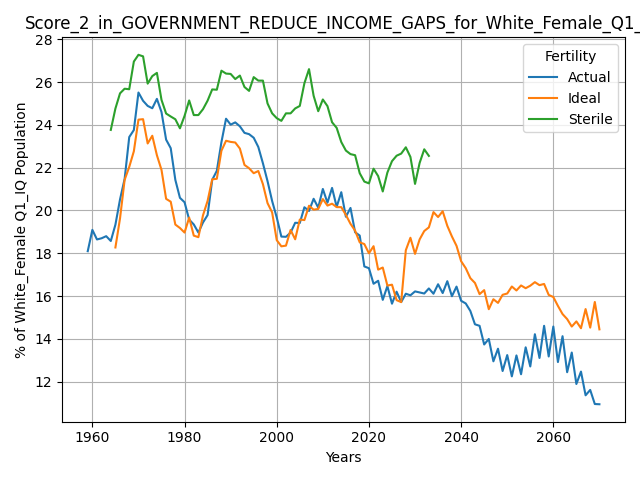 Score_2_in_GOVERNMENT_REDUCE_INCOME_GAPS_for_White_Female_Q1_
28
26
24
22
20
18
16
14
12
% of White_Female Q1_IQ Population
Fertility
Actual
Ideal
Sterile
1960
1980
2000
2020
2040
2060
Years